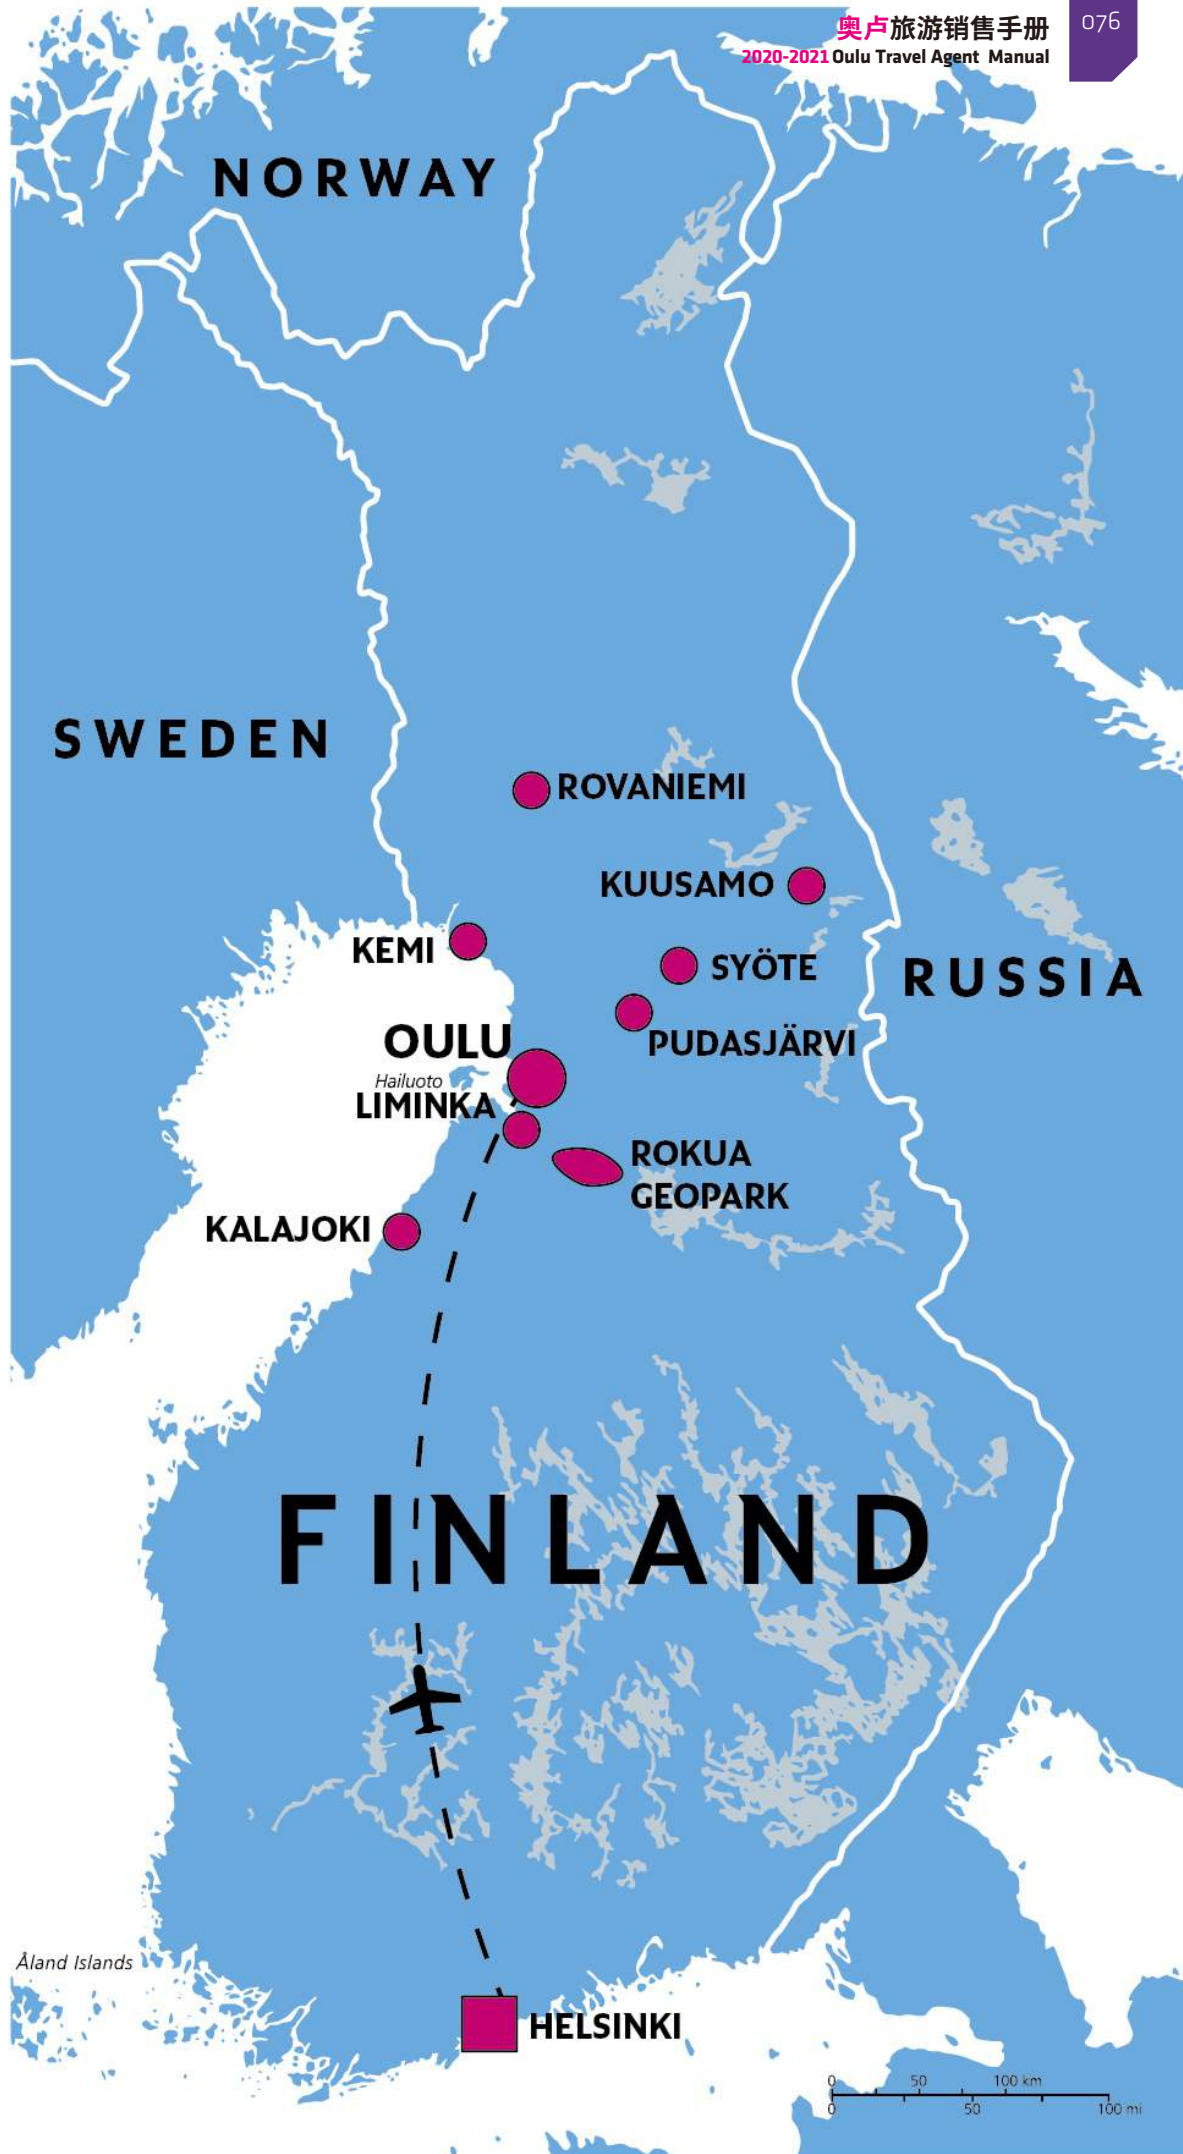 奥卢旅游销售手册
076
2020-2021 Oulu Travel Agent Manual
NORWAY
SWEDEN
ROVANIEMI
KUUSAMO
KEMI
SYÖTE
RUSSIA
OULU
PUDASJÄRVI
Hailuoto
LIMINKA
ROKUA
GEOPARK
KALAJOKI
FINLAND
Åland Islands
HELSINKI
0 50 100 km
0 50 100 mi